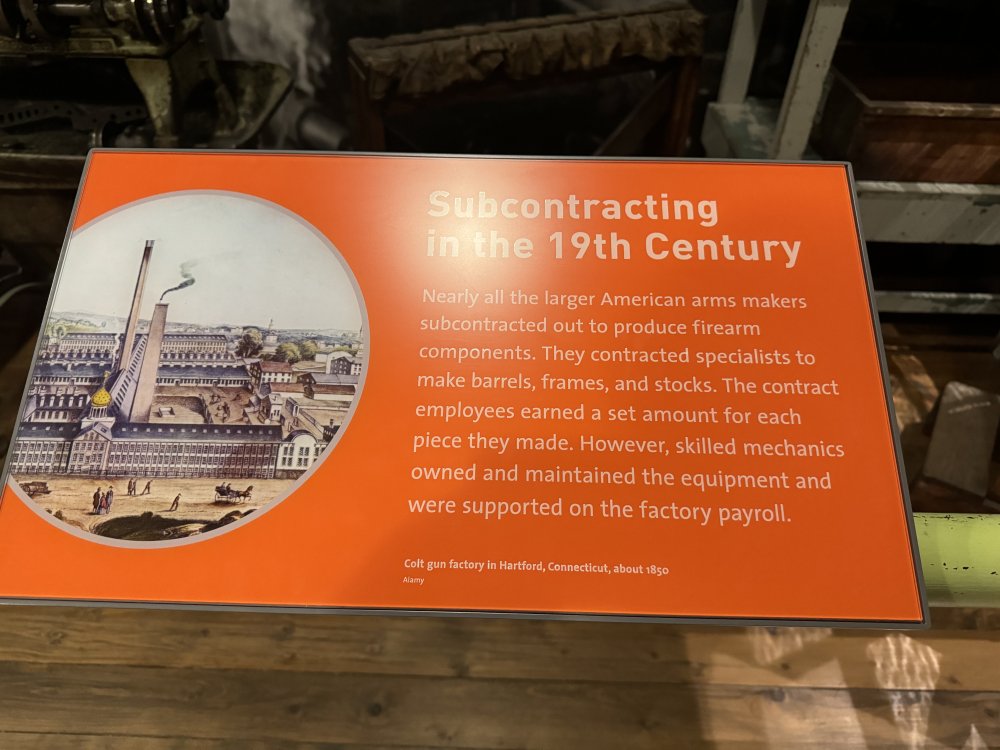 Subcontracting
in the 19th Century
Nearly all the larger American arms makers
subcontracted out to produce firearm
components. They contracted specialists to
make barrels, frames, and stocks. The contract
employees earned a set amount for each
piece they made. However, skilled mechanics
owned and maintained the equipment and
were supported on the factory payroll.
Colt gun factory in Hartford, Connecticut, about 1850
Alamy